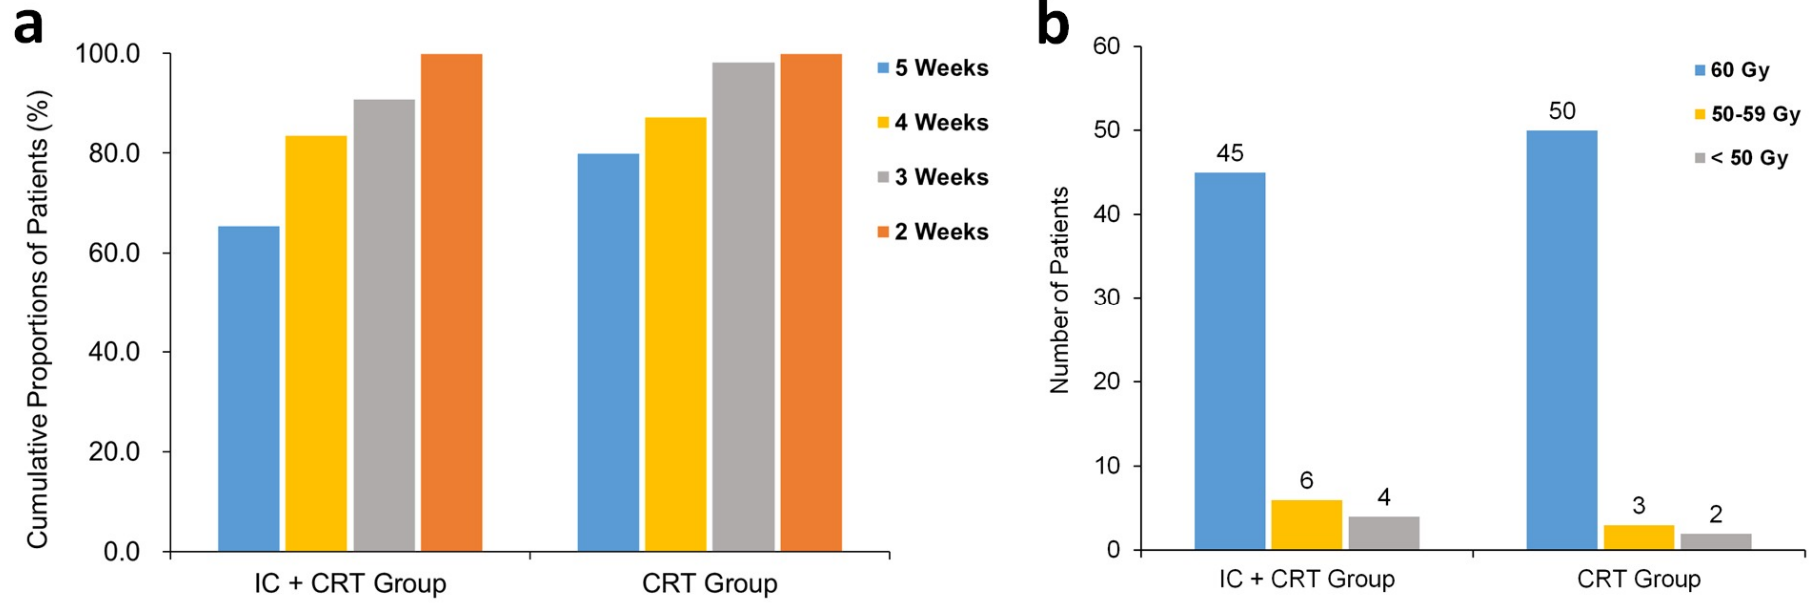 a
100.0
80.0
60.0
40.0
20.0
0.0
Cumulative Proportions of Patients (%)
IC + CRT Group
CRT Group
5 Weeks
4 Weeks
3 Weeks
2 Weeks
b
60
50
40
30
20
10
0
Number of Patients
45
6
4
50
3
2
IC + CRT Group
CRT Group
60 Gy
50-59 Gy
< 50 Gy